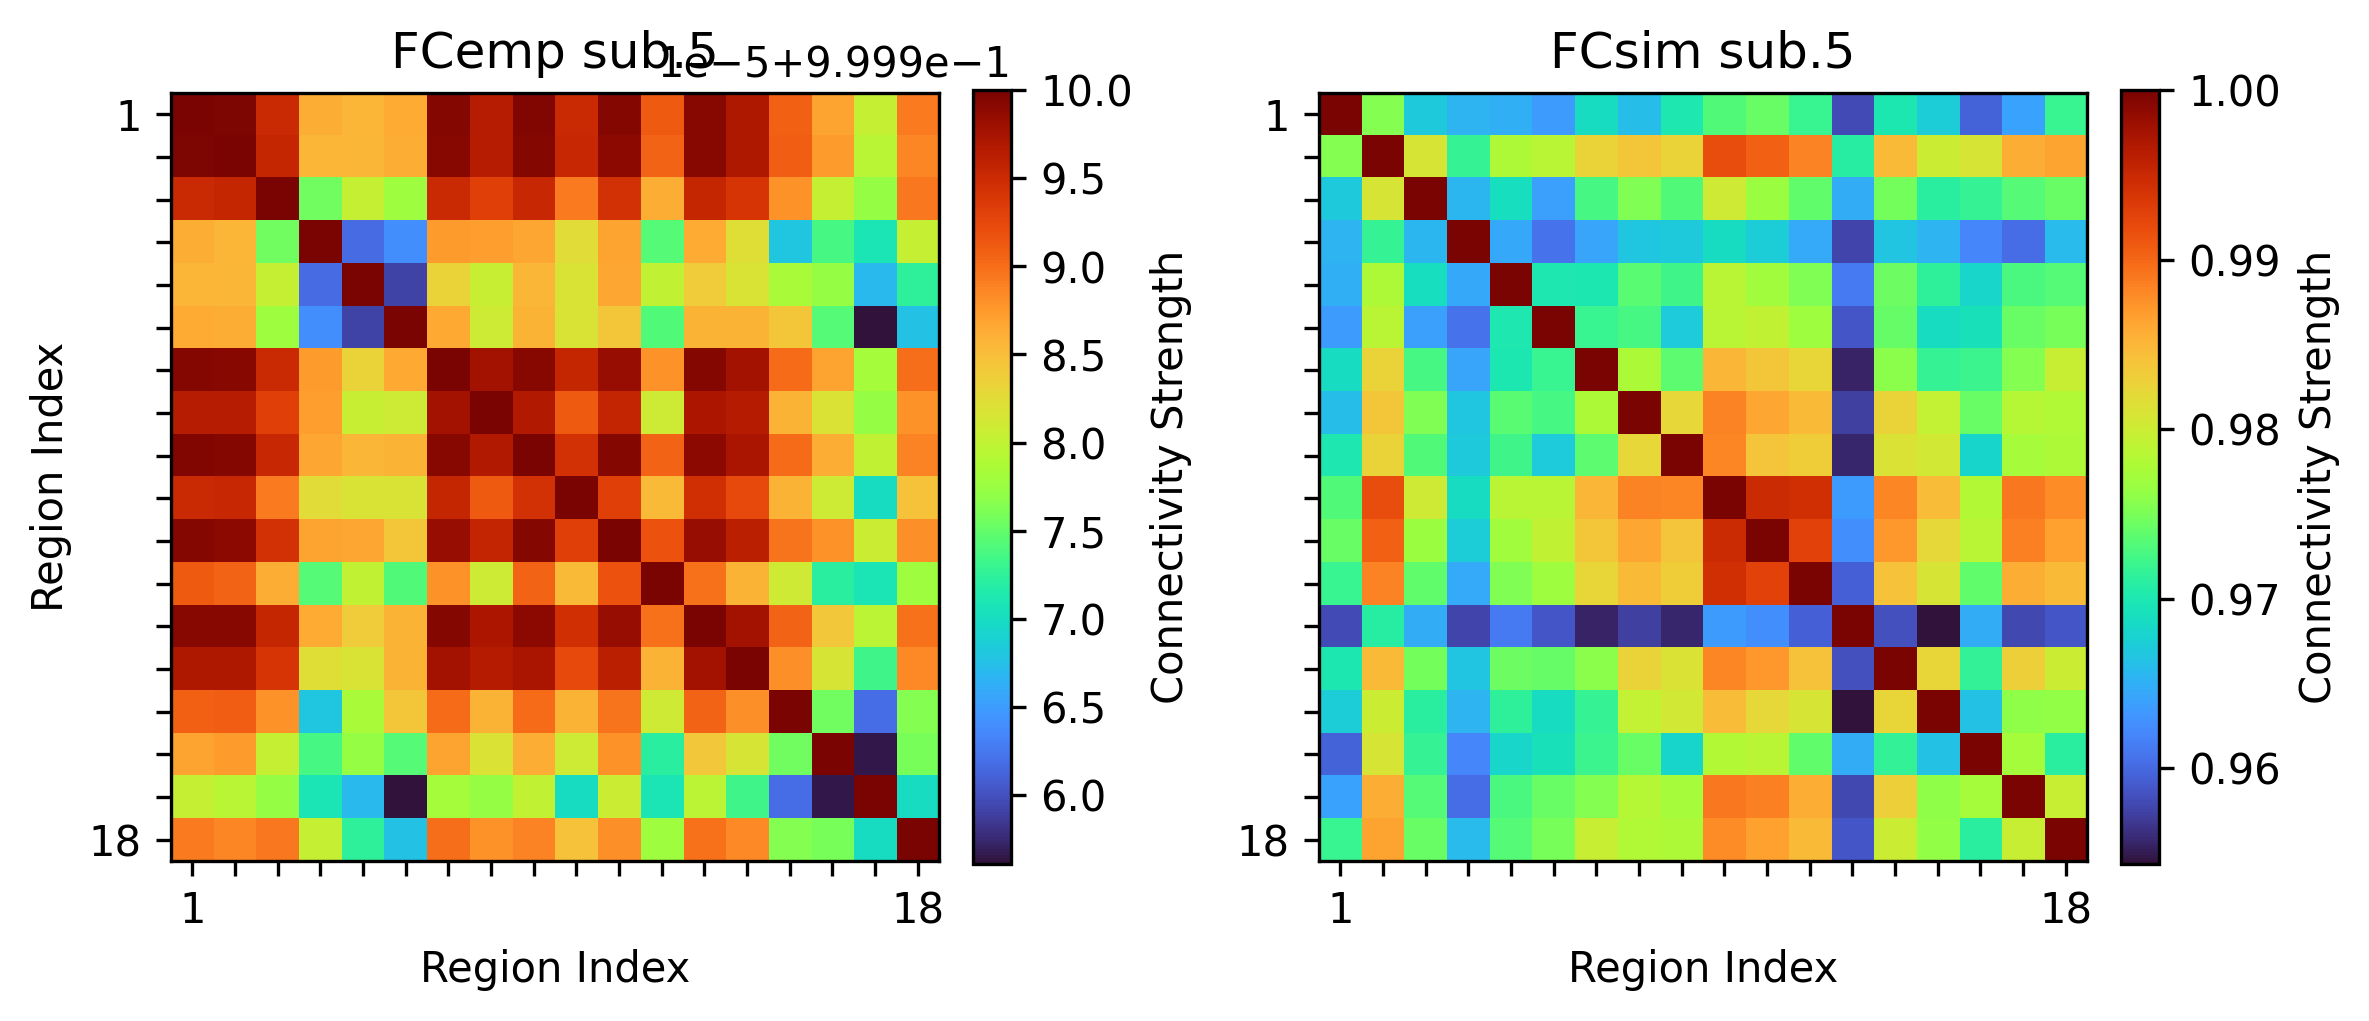 FCemp sub.5
1e−5+9.999e−1
1
18
1
18
Region Index
Region Index
10.0
9.5
9.0
8.5
8.0
7.5
7.0
6.5
6.0
Connectivity Strength
FCsim sub.5
1
18
1
18
Region Index
1.00
0.99
0.98
0.97
0.96
Connectivity Strength